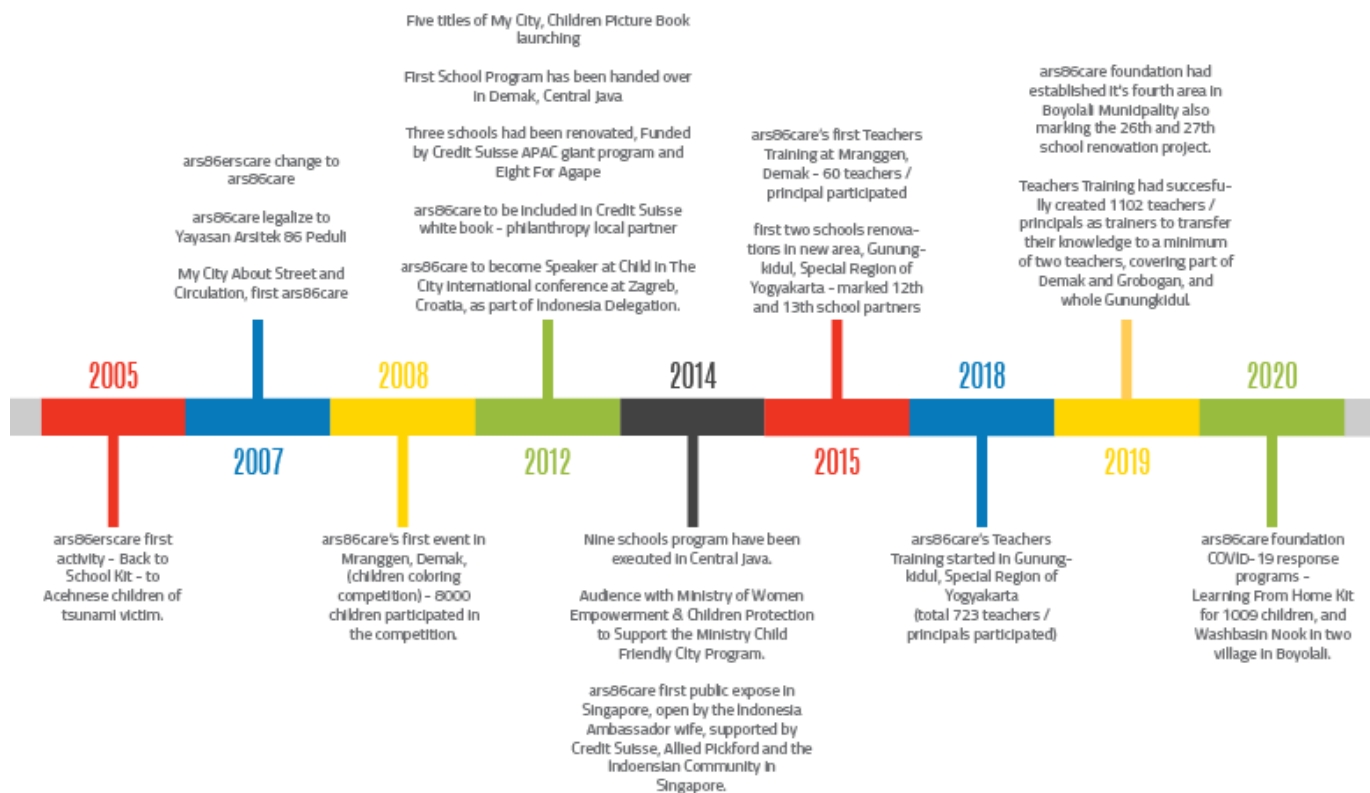 Five titles of My City, Children Picture Book
launching
First School Program has been handed over
in Demak, Central Java
Three schools had been renovated, Funded
by Credit Suisse APAC giant program and
Eight For Agape
ars86care to be included in Credit Suisse
white book - philanthropy local partner
ars86care to become Speaker at Child in The
City international conference at Zagreb,
Croatia, as part of Indonesia Delegation.
ars86erscare change to
ars86care
ars86care legalize to
Yayasan Arsitek 86 Peduli
My City About Street and
Circulation, first ars86care
ars86care's first Teachers
Training at Mranggen,
Demak - 60 teachers /
principal participated
first two schools renova-
tions in new area, Gunung-
kidul, Special Region of
Yogyakarta - marked 12th
and 13th school partners
ars86care foundation had
established it's fourth area in
Boyolali Municipality also
marking the 26th and 27th
school renovation project.
Teachers Training had succesfu-
lly created 1102 teachers /
principals as trainers to transfer
their knowledge to a minimum
of two teachers, covering part of
Demak and Grobogan, and
whole Gunungkidul.
2005
2008
2014
2018
2020
2007
2012
2015
2019
ars86erscare first
activity - Back to
School Kit - to
Acehnese children of
tsunami victim.
ars86care's first event in
Mranggen, Demak,
(children coloring
competition) - 8000
children participated in
the competition.
Nine schools program have been
executed in Central Java.
Audience with Ministry of Women
Empowerment & Children Protection
to Support the Ministry Child
Friendly City Program.
ars86care first public expose in
Singapore, open by the Indonesia
Ambassador wife, supported by
Credit Suisse, Allied Pickford and the
Indoensian Community in
Singapore.
ars86care's Teachers
Training started in Gunung-
kidul, Special Region of
Yogyakarta
(total 723 teachers /
principals participated)
ars86care foundation
COVID-19 response
programs -
Learning From Home Kit
for 1009 children, and
Washbasin Nook in two
village in Boyolali.